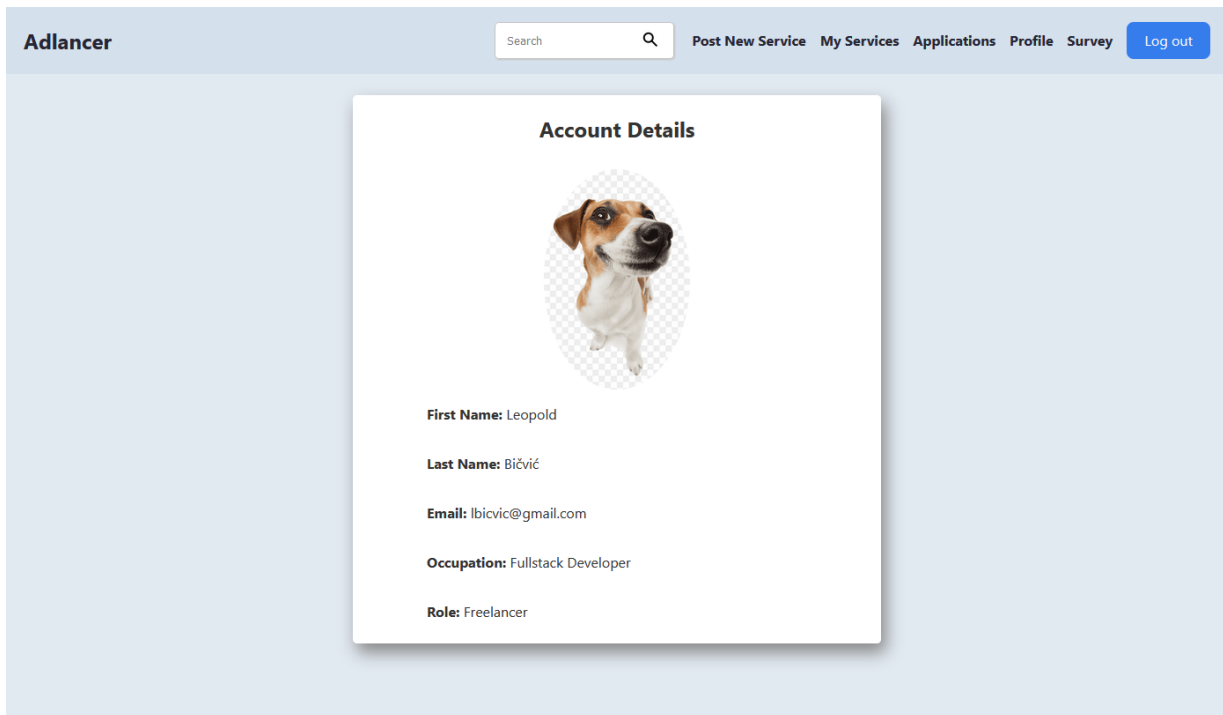 Adlancer
Search
Post New Service
My Services
Applications
Profile
Survey
Log out
Account Details
First Name: Leopold
Last Name: Bičvić
Email: lbicvic@gmail.com
Occupation: Fullstack Developer
Role: Freelancer